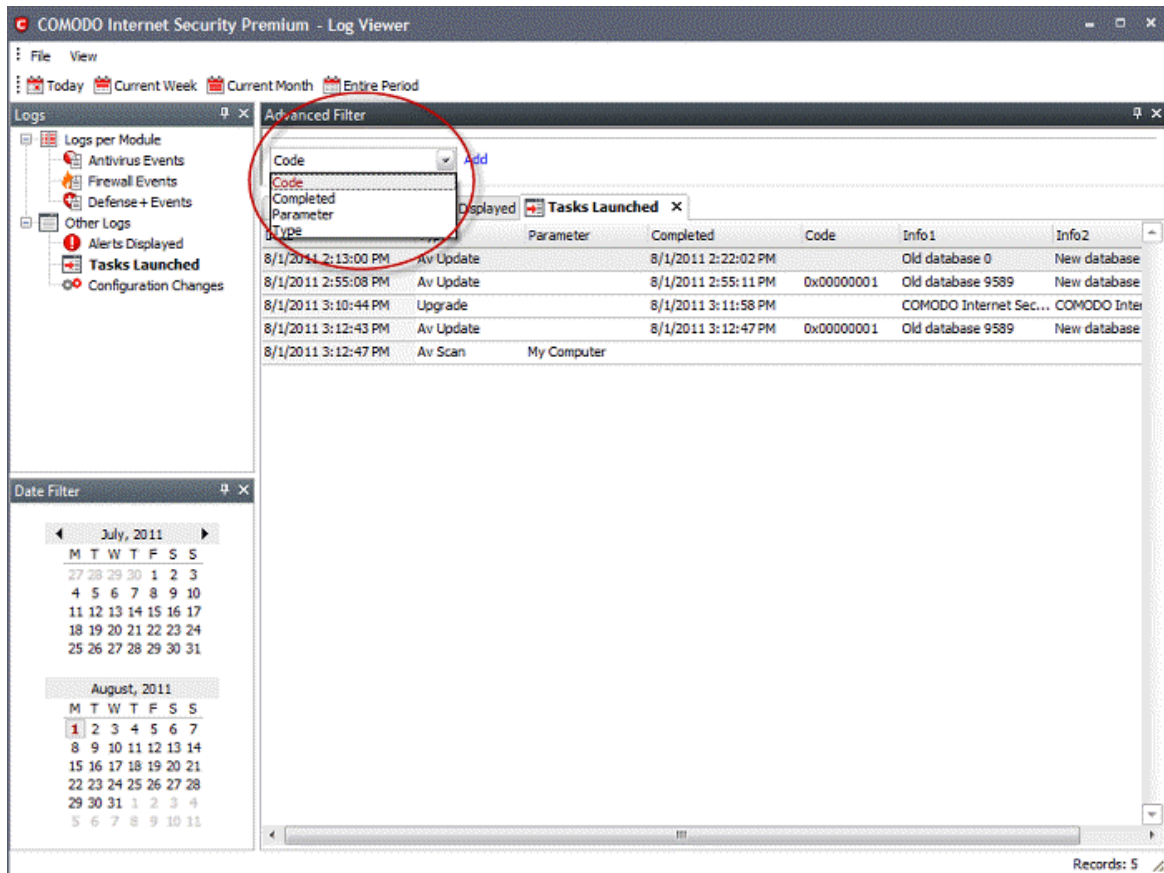 COMODO Internet Security Premium - Log Viewer
File View
Today Current Week Current Month Entire Period
Logs
Logs per Module
Antivirus Events
Firewall Events
Defense+ Events
Other Logs
Alerts Displayed
Tasks Launched
Configuration Changes
Date Filter
July, 2011
M T W T F S S
27 28 29 30 1 2 3
4 5 6 7 8 9 10
11 12 13 14 15 16 17
18 19 20 21 22 23 24
25 26 27 28 29 30 31
August, 2011
M T W T F S S
1 2 3 4 5 6 7
8 9 10 11 12 13 14
15 16 17 18 19 20 21
22 23 24 25 26 27 28
29 30 31 1 2 3 4
5 6 7 8 9 10 11
Advanced Filter
Code Add
Code
Completed
Parameter
Type
Displayed Tasks Launched
Parameter Completed Code Info1 Info2
8/1/2011 2:13:00 PM Av Update 8/1/2011 2:22:02 PM Old database 0 New database
8/1/2011 2:55:08 PM Av Update 8/1/2011 2:55:11 PM 0x00000001 Old database 9589 New database
8/1/2011 3:10:44 PM Upgrade 8/1/2011 3:11:58 PM COMODO Internet Sec... COMODO Inte
8/1/2011 3:12:43 PM Av Update 8/1/2011 3:12:47 PM 0x00000001 Old database 9589 New database
8/1/2011 3:12:47 PM Av Scan My Computer
Records: 5